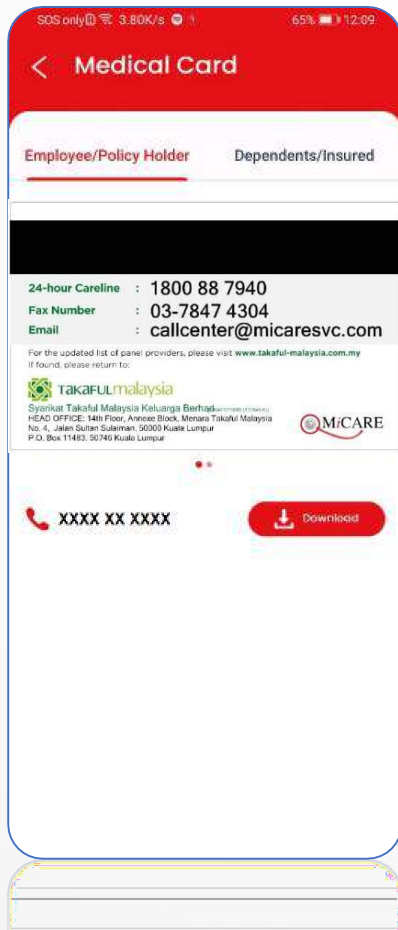 SOS only 3.80K/s 65% 12:09
Medical Card
Employee/Policy Holder Dependents/Insured
24-hour Careline : 1800 88 7940
Fax Number : 03-7847 4304
Email : callcenter@micaresvc.com
For the updated list of panel providers, please visit www.takaful-malaysia.com.my
If found, please return to:
TAKAFULmalaysia
Syarikat Takaful Malaysia Keluarga Berhad
HEAD OFFICE: 14th Floor, Annexe Block, Menara Takaful Malaysia
No. 4, Jalan Sultan Sulaiman, 50000 Kuala Lumpur
P.O. Box 11483, 50746 Kuala Lumpur
MiCARE
XXXX XX XXXX Download